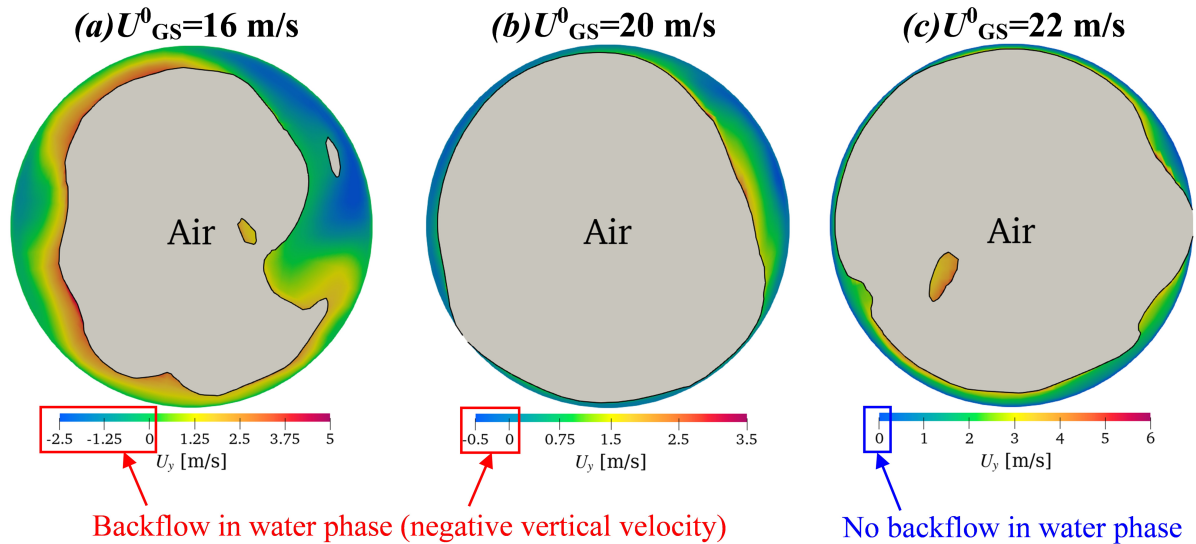 (a)U⁰GS=16 m/s (b)U⁰GS=20 m/s (c)U⁰GS=22 m/s
Air Air Air
-2.5 -1.25 0 1.25 2.5 3.75 5 -0.5 0 0.75 1.5 2.5 3.5 0 1 2 3 4 5 6
Uy [m/s] Uy [m/s] Uy [m/s]
Backflow in water phase (negative vertical velocity) No backflow in water phase